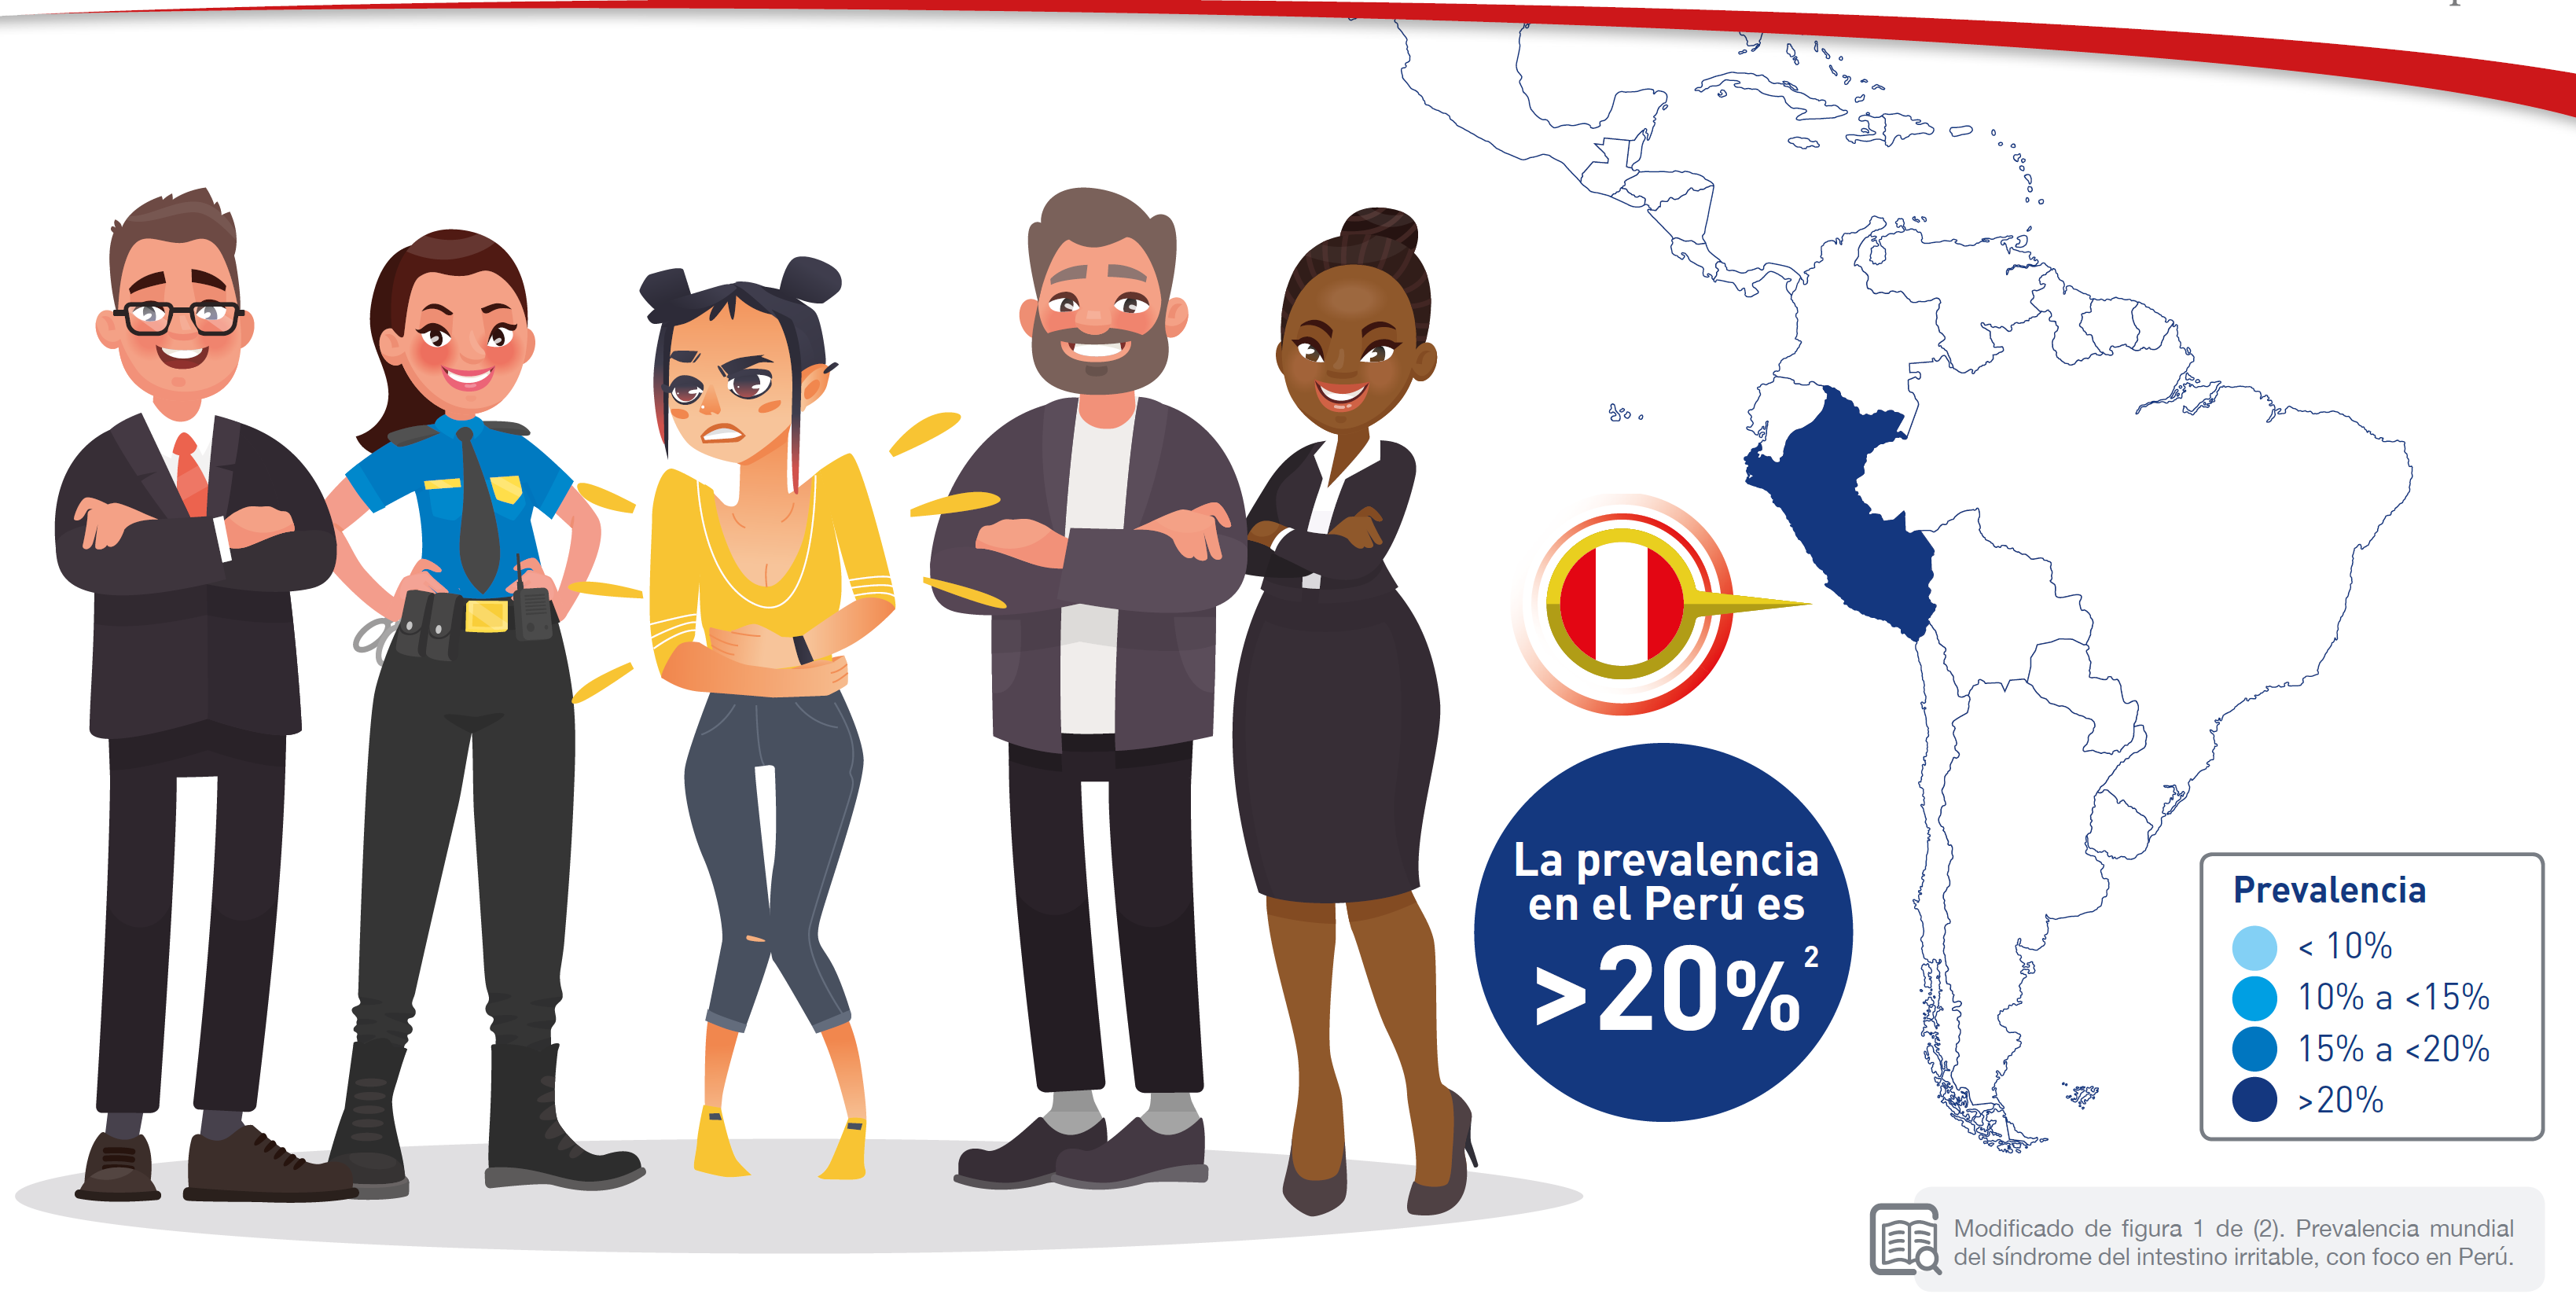 La prevalencia
en el Perú es
>20%²
Prevalencia
< 10%
10% a <15%
15% a <20%
>20%
Modificado de figura 1 de (2). Prevalencia mundial
del síndrome del intestino irritable, con foco en Perú.